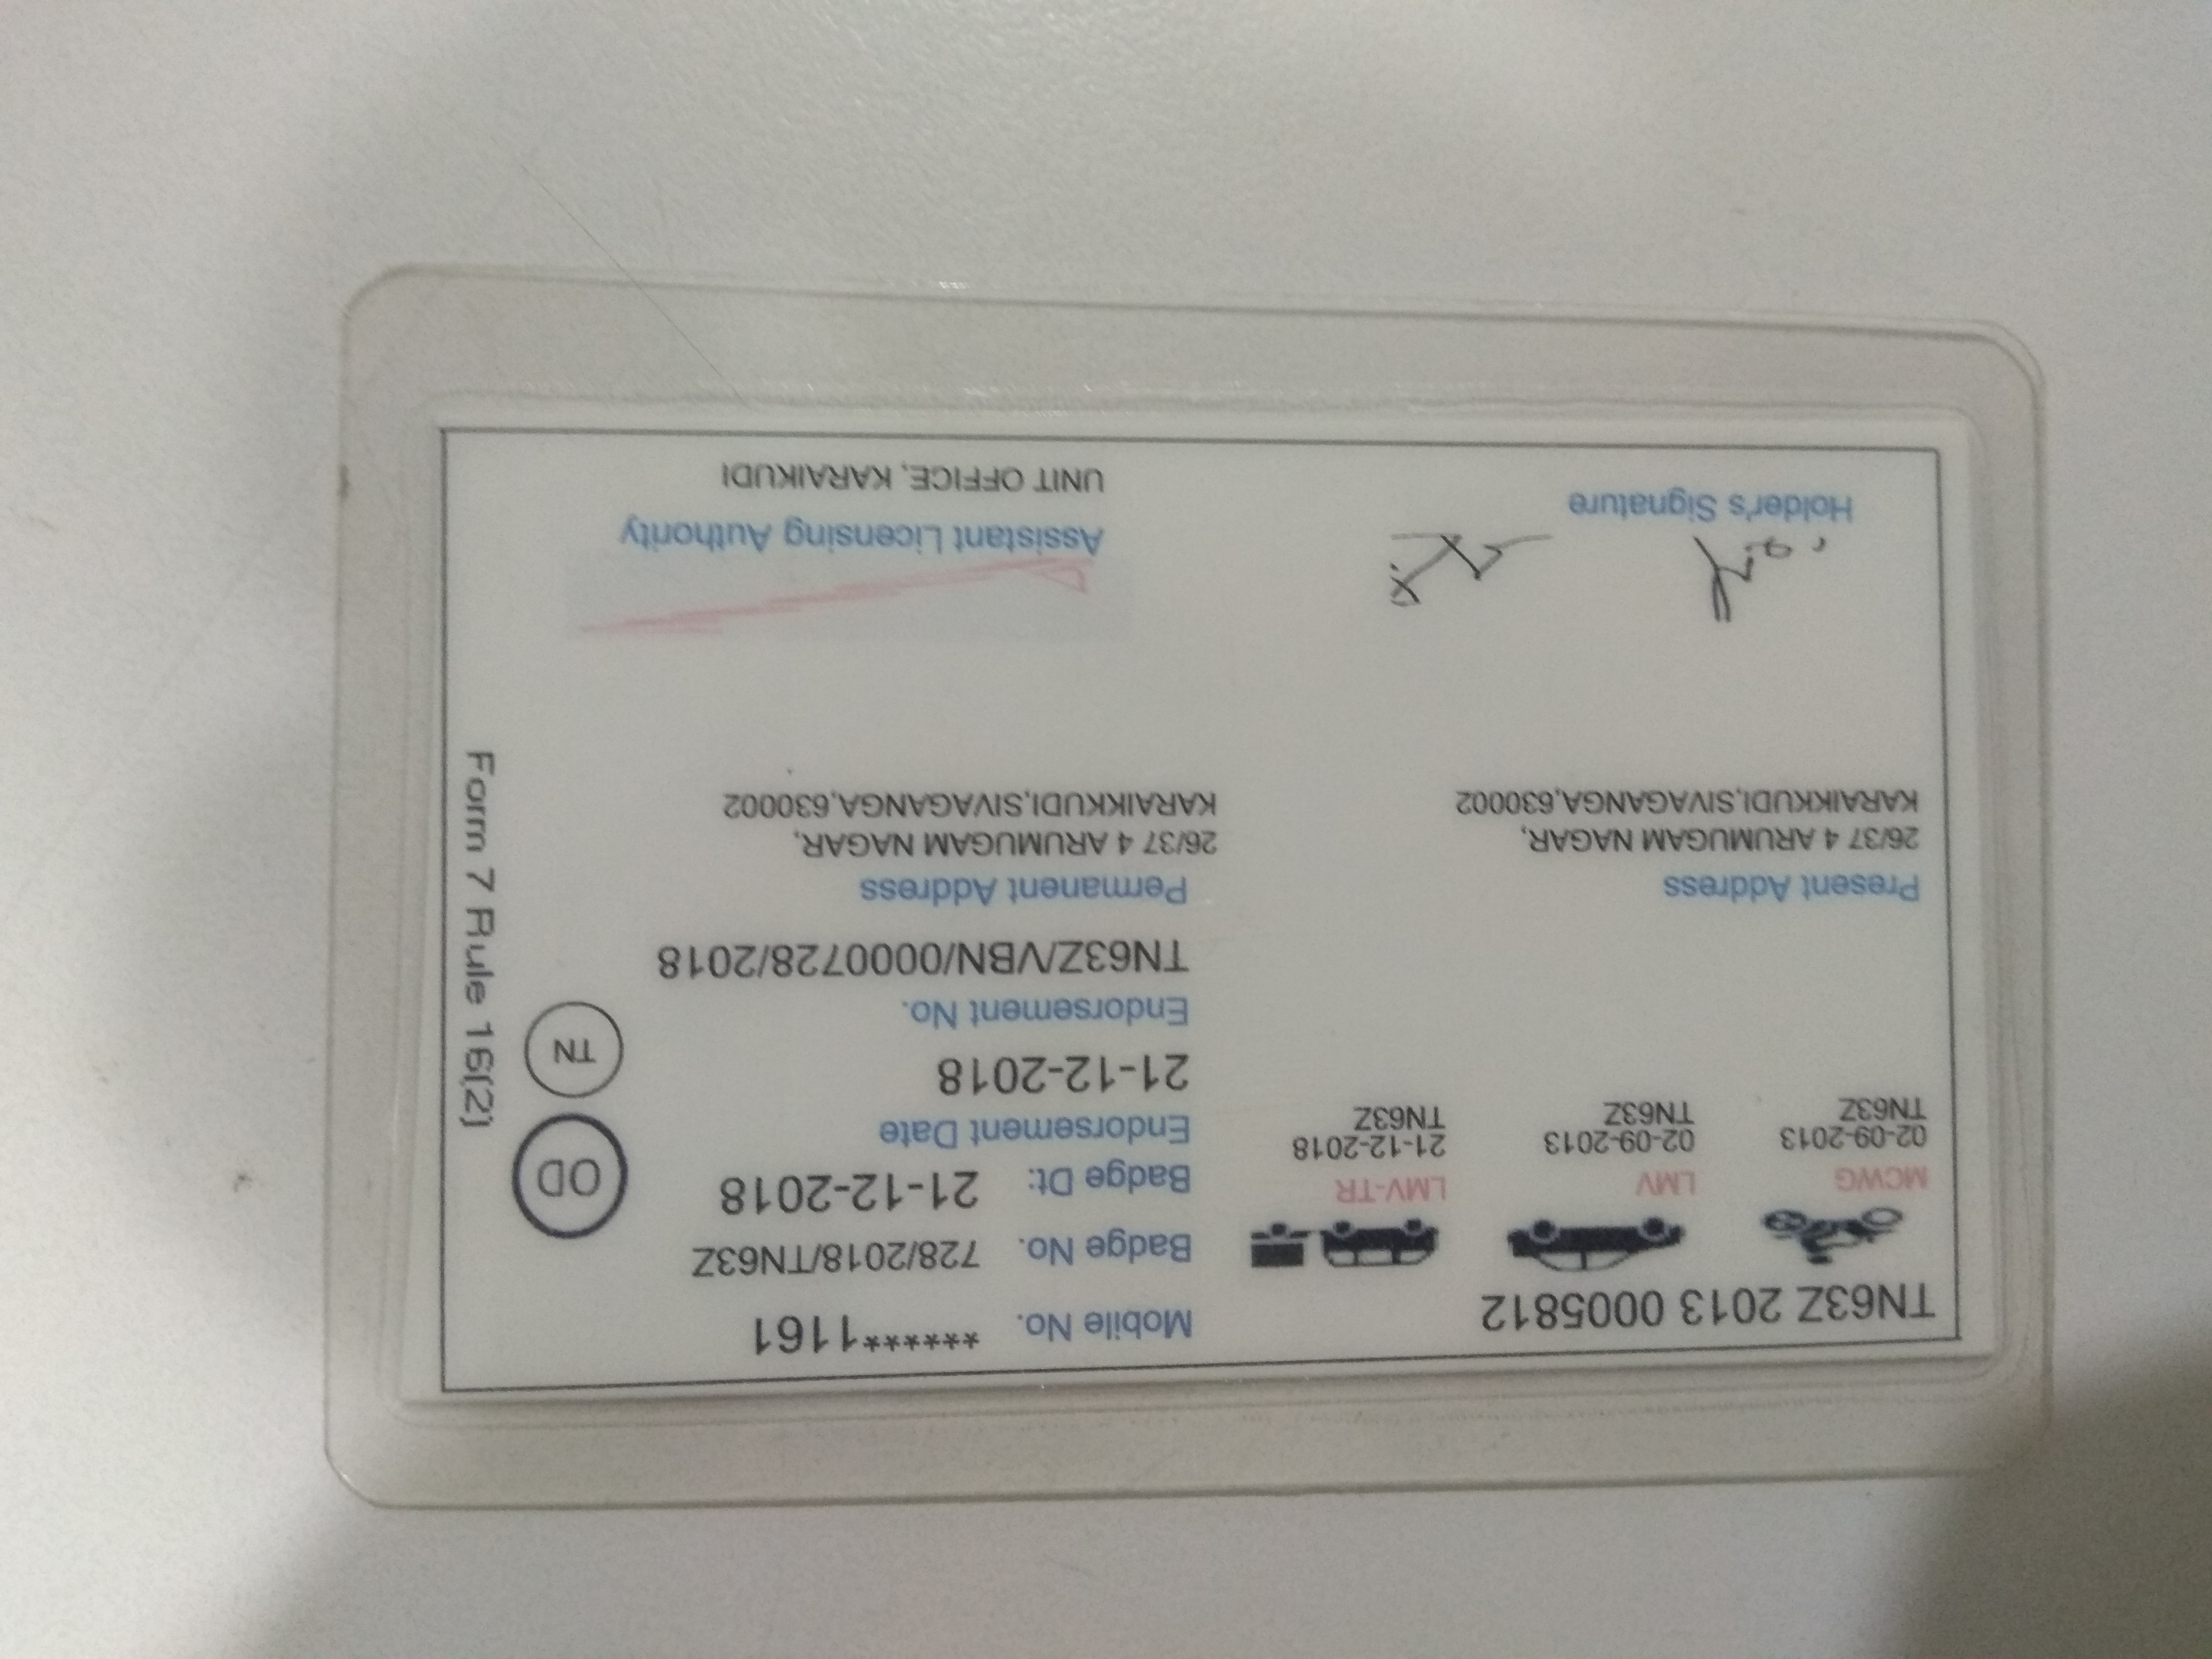 TN63Z 2013 0005812
MCWG
02-09-2013
TN63Z
LMV
02-09-2013
TN63Z
LMV-TR
21-12-2018
TN63Z
Mobile No. ******1161
Badge No. 728/2018/TN63Z
Badge Dt: 21-12-2018
Endorsement Date
21-12-2018
Endorsement No.
TN63Z/VBN/0000728/2018
OD
TN
Form 7 Rule 16(2)
Present Address
26/37 4 ARUMUGAM NAGAR,
KARAIKKUDI,SIVAGANGA,630002
Permanent Address
26/37 4 ARUMUGAM NAGAR,
KARAIKKUDI,SIVAGANGA,630002
Holder's Signature
Assistant Licensing Authority
UNIT OFFICE, KARAIKUDI